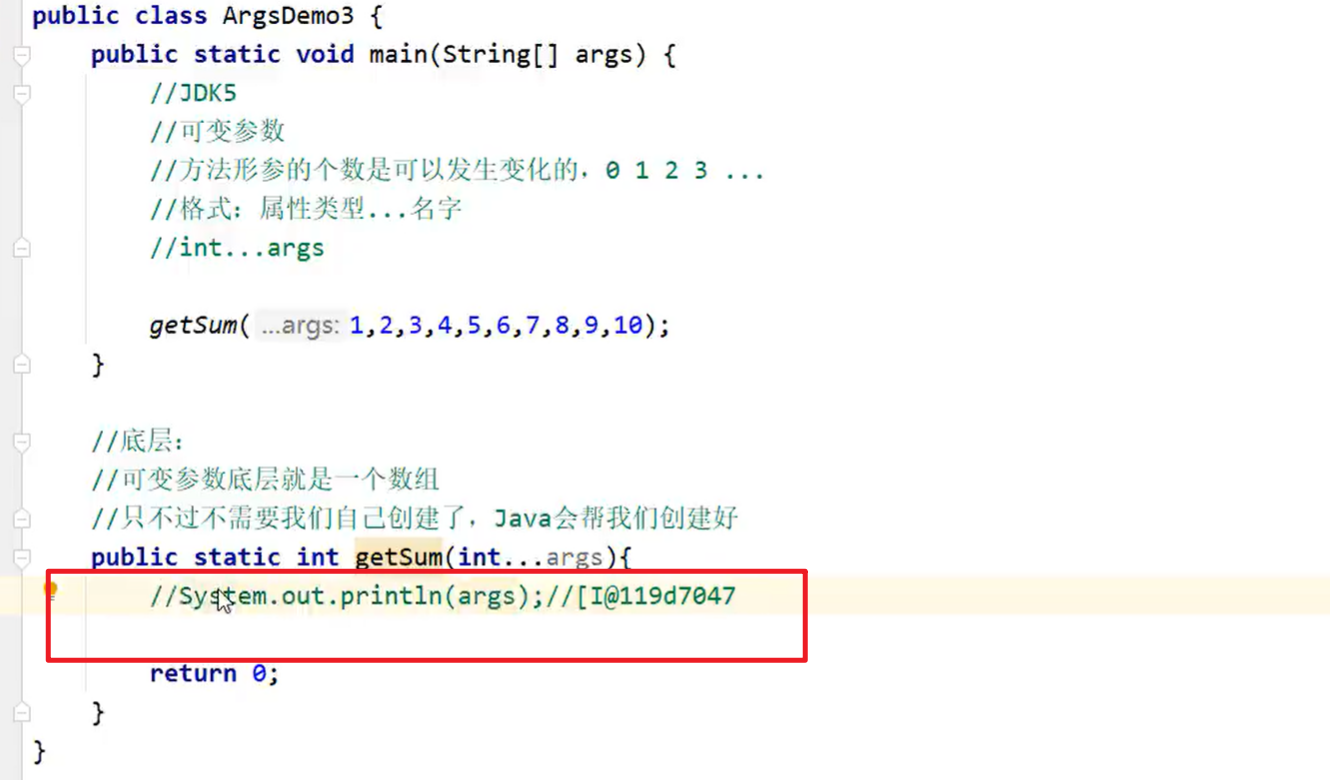 public class ArgsDemo3 {
public static void main(String[] args) {
//JDK5
//可变参数
//方法形参的个数是可以发生变化的，0 1 2 3 ...
//格式：属性类型...名字
//int...args
getSum( ...args: 1,2,3,4,5,6,7,8,9,10);
}
//底层：
//可变参数底层就是一个数组
//只不过不需要我们自己创建了，Java会帮我们创建好
public static int getSum(int...args){
//System.out.println(args);//[I@119d7047
return 0;
}
}